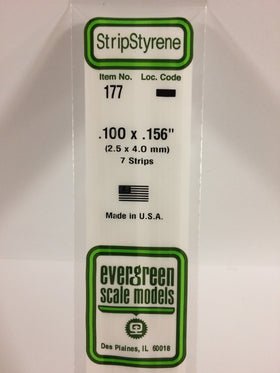 StripStyrene
Item No. Loc. Code
177
.100 x .156"
(2.5 x 4.0 mm)
7 Strips
Made in U.S.A.
evergreen
scale models
Des Plaines, IL 60018